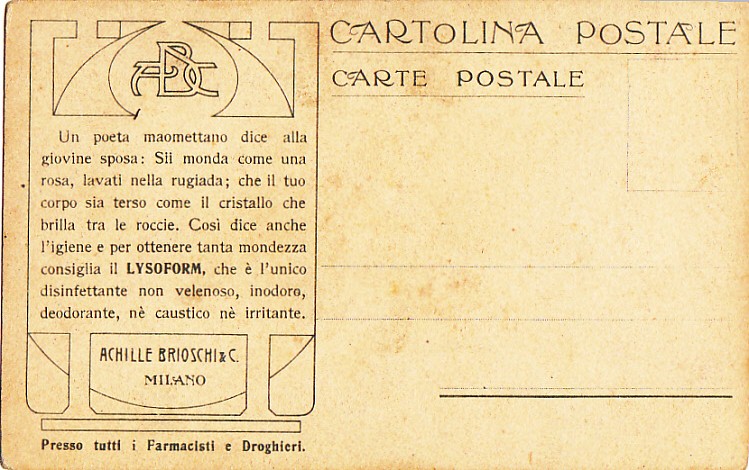 CARTOLINA POSTALE
CARTE POSTALE
ABC
Un poeta maomettano dice alla
giovine sposa: Sii monda come una
rosa, lavati nella rugiada; che il tuo
corpo sia terso come il cristallo che
brilla tra le roccie. Così dice anche
l'igiene e per ottenere tanta mondezza
consiglia il LYSOFORM, che è l'unico
disinfettante non velenoso, inodoro,
deodorante, nè caustico nè irritante.
ACHILLE BRIOSCHI & C.
MILANO
Presso tutti i Farmacisti e Droghieri.